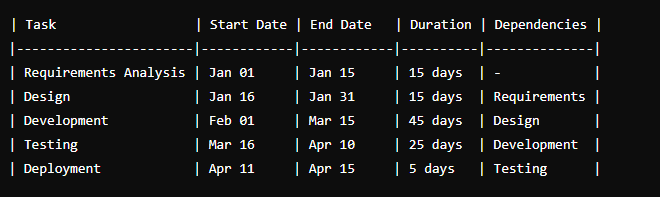 | Task                 | Start Date | End Date   | Duration | Dependencies |
|----------------------|------------|------------|----------|--------------|
| Requirements Analysis | Jan 01     | Jan 15     | 15 days  | -            |
| Design               | Jan 16     | Jan 31     | 15 days  | Requirements |
| Development          | Feb 01     | Mar 15     | 45 days  | Design       |
| Testing              | Mar 16     | Apr 10     | 25 days  | Development  |
| Deployment           | Apr 11     | Apr 15     | 5 days   | Testing      |